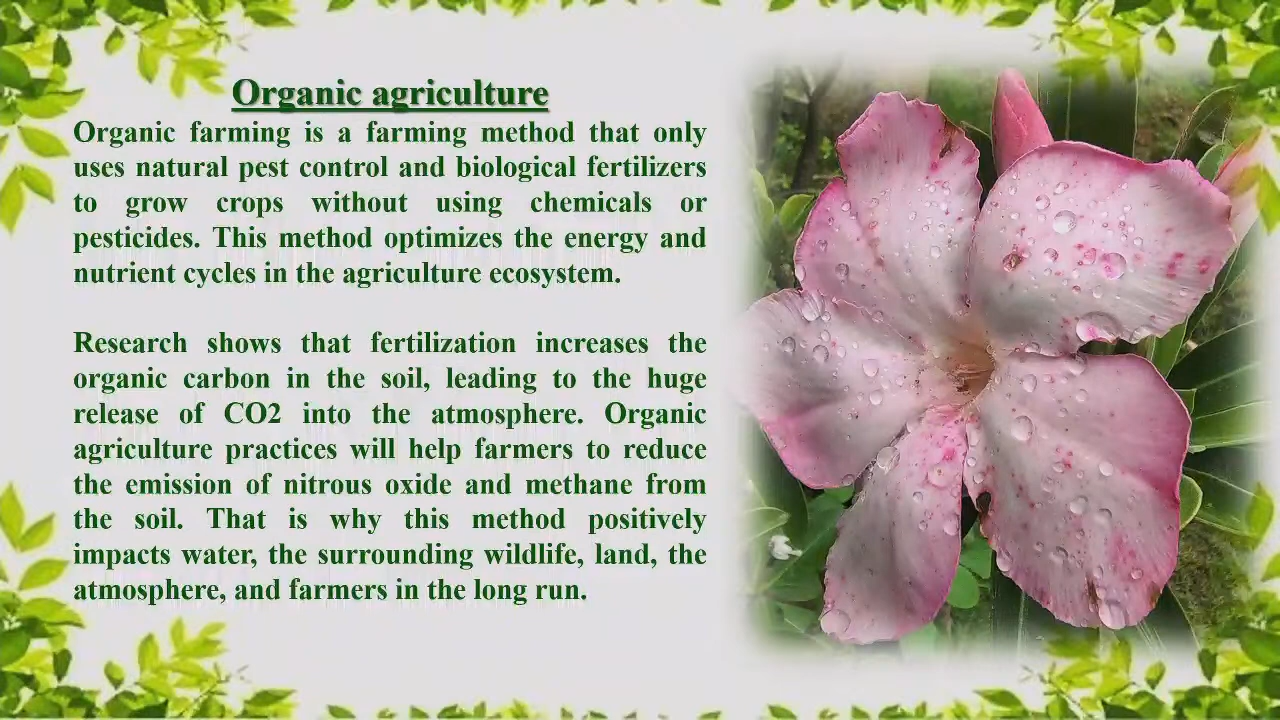 Organic agriculture
Organic farming is a farming method that only
uses natural pest control and biological fertilizers
to grow crops without using chemicals or
pesticides. This method optimizes the energy and
nutrient cycles in the agriculture ecosystem.
Research shows that fertilization increases the
organic carbon in the soil, leading to the huge
release of CO2 into the atmosphere. Organic
agriculture practices will help farmers to reduce
the emission of nitrous oxide and methane from
the soil. That is why this method positively
impacts water, the surrounding wildlife, land, the
atmosphere, and farmers in the long run.